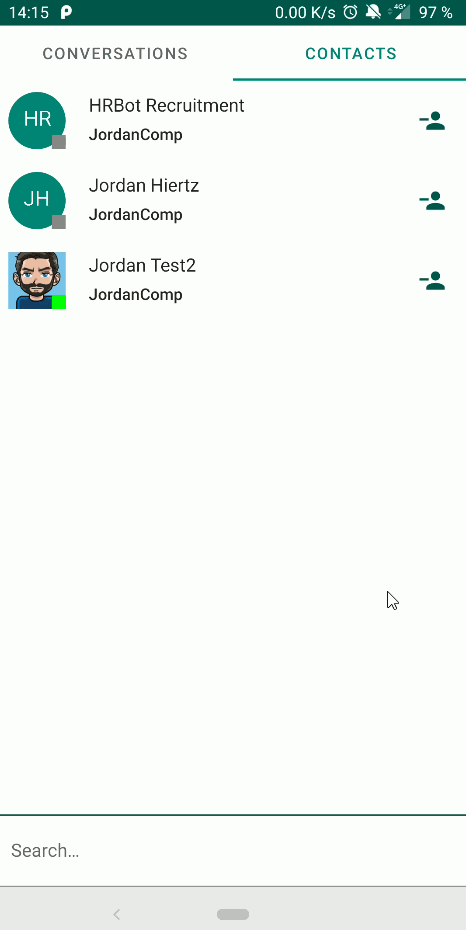 14:15 0.00 K/s 4G+ 97 %
CONVERSATIONS CONTACTS
HR HRBot Recruitment
JordanComp
JH Jordan Hiertz
JordanComp
Jordan Test2
JordanComp
Search...